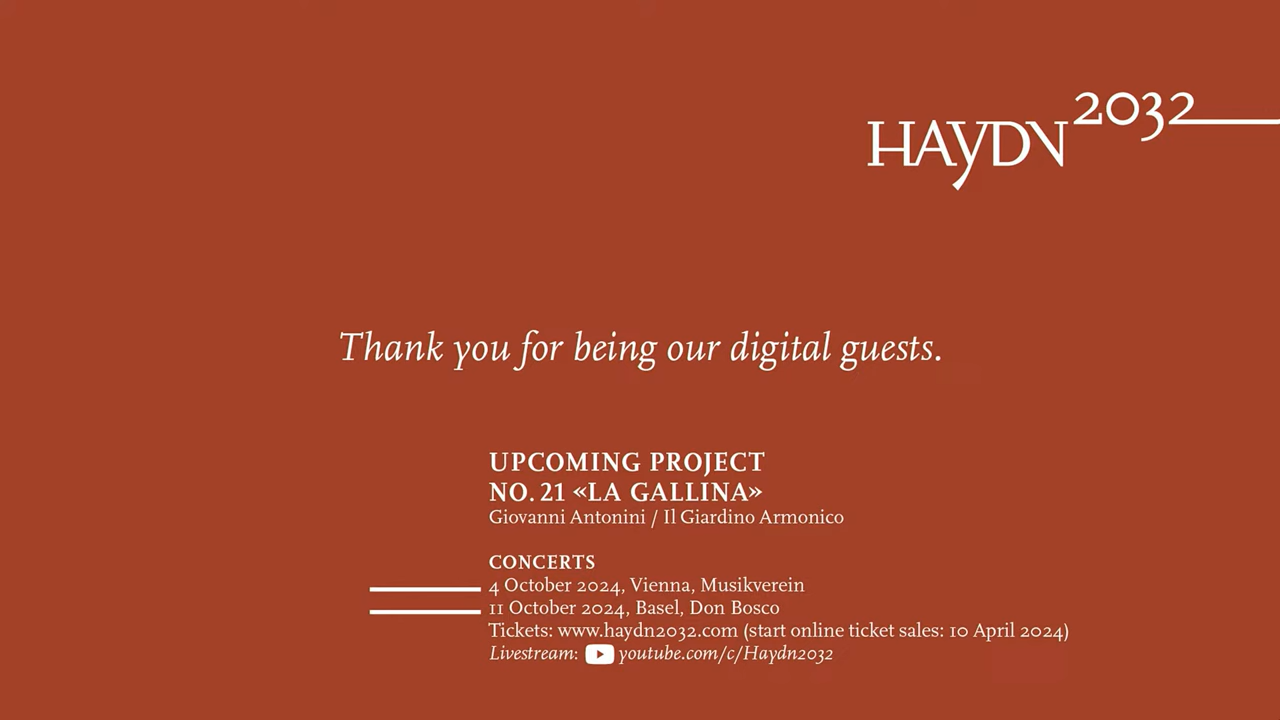 HAYDN 2032
Thank you for being our digital guests.
UPCOMING PROJECT
NO. 21 «LA GALLINA»
Giovanni Antonini / Il Giardino Armonico
CONCERTS
4 October 2024, Vienna, Musikverein
11 October 2024, Basel, Don Bosco
Tickets: www.haydn2032.com (start online ticket sales: 10 April 2024)
Livestream: youtube.com/c/Haydn2032